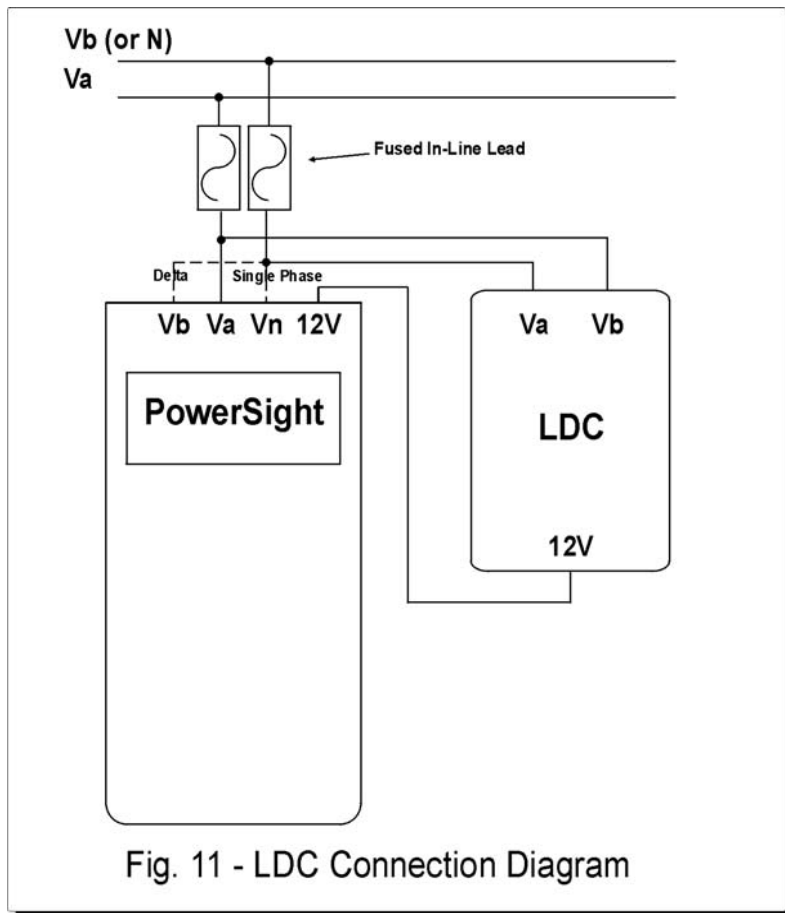 Vb (or N)
Va
Fused In-Line Lead
Delta Single Phase
Vb Va Vn 12V
Va Vb
PowerSight
LDC
12V
Fig. 11 - LDC Connection Diagram